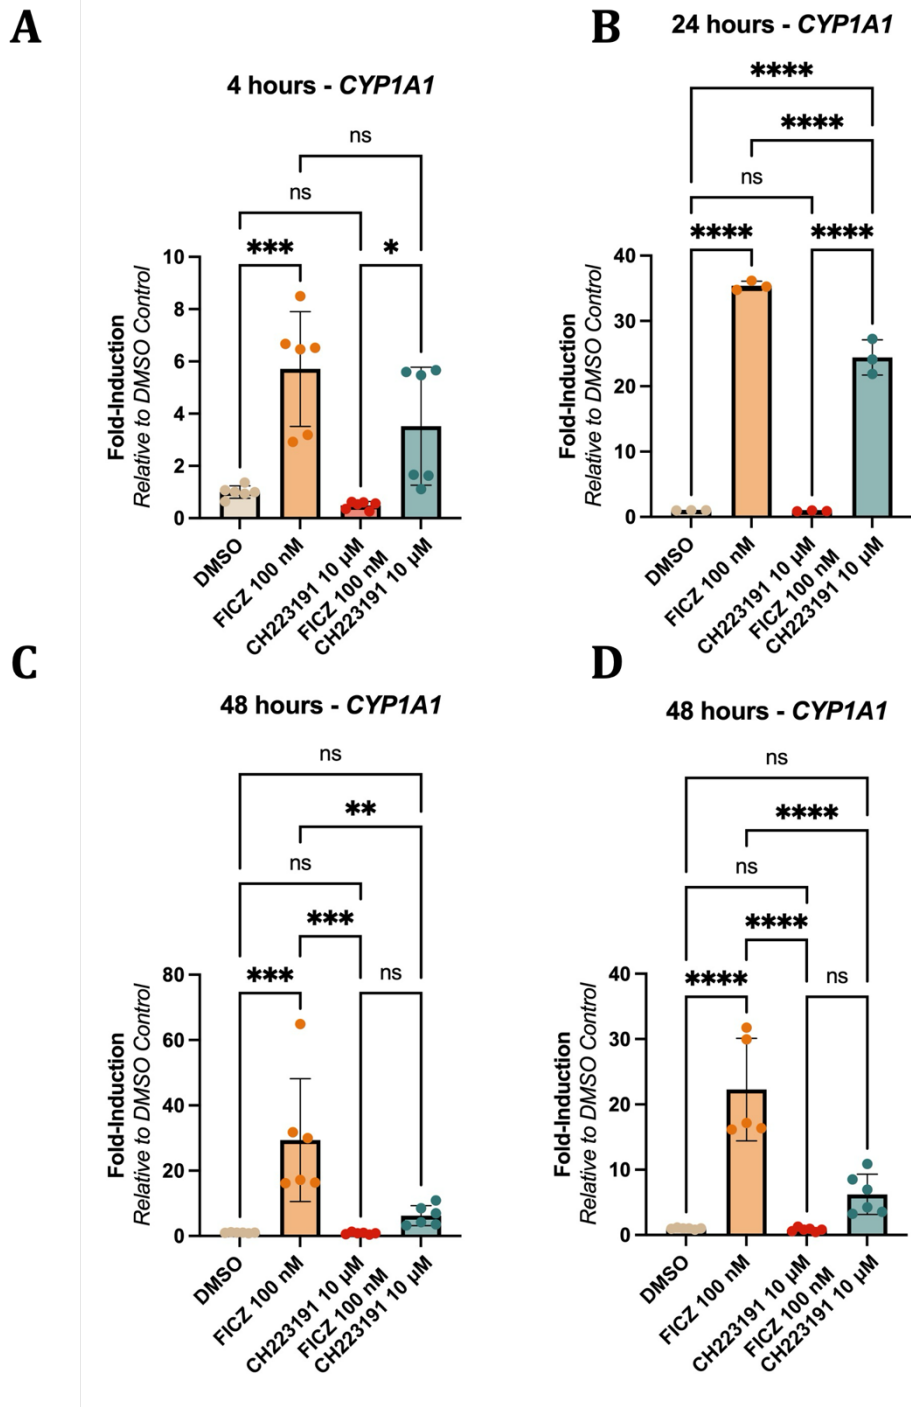 A
4 hours - CYP1A1
ns
ns
***
*
10
8
6
4
2
0
Fold-Induction
Relative to DMSO Control
DMSO
FICZ 100 nM
CH223191 10 µM
FICZ 100 nM
CH223191 10 µM
B
24 hours - CYP1A1
****
****
ns
****
****
40
30
20
10
0
Fold-Induction
Relative to DMSO Control
DMSO
FICZ 100 nM
CH223191 10 µM
FICZ 100 nM
CH223191 10 µM
C
48 hours - CYP1A1
ns
**
ns
***
***
ns
80
60
40
20
0
Fold-Induction
Relative to DMSO Control
DMSO
FICZ 100 nM
CH223191 10 µM
FICZ 100 nM
CH223191 10 µM
D
48 hours - CYP1A1
ns
****
ns
****
****
ns
40
30
20
10
0
Fold-Induction
Relative to DMSO Control
DMSO
FICZ 100 nM
CH223191 10 µM
FICZ 100 nM
CH223191 10 µM